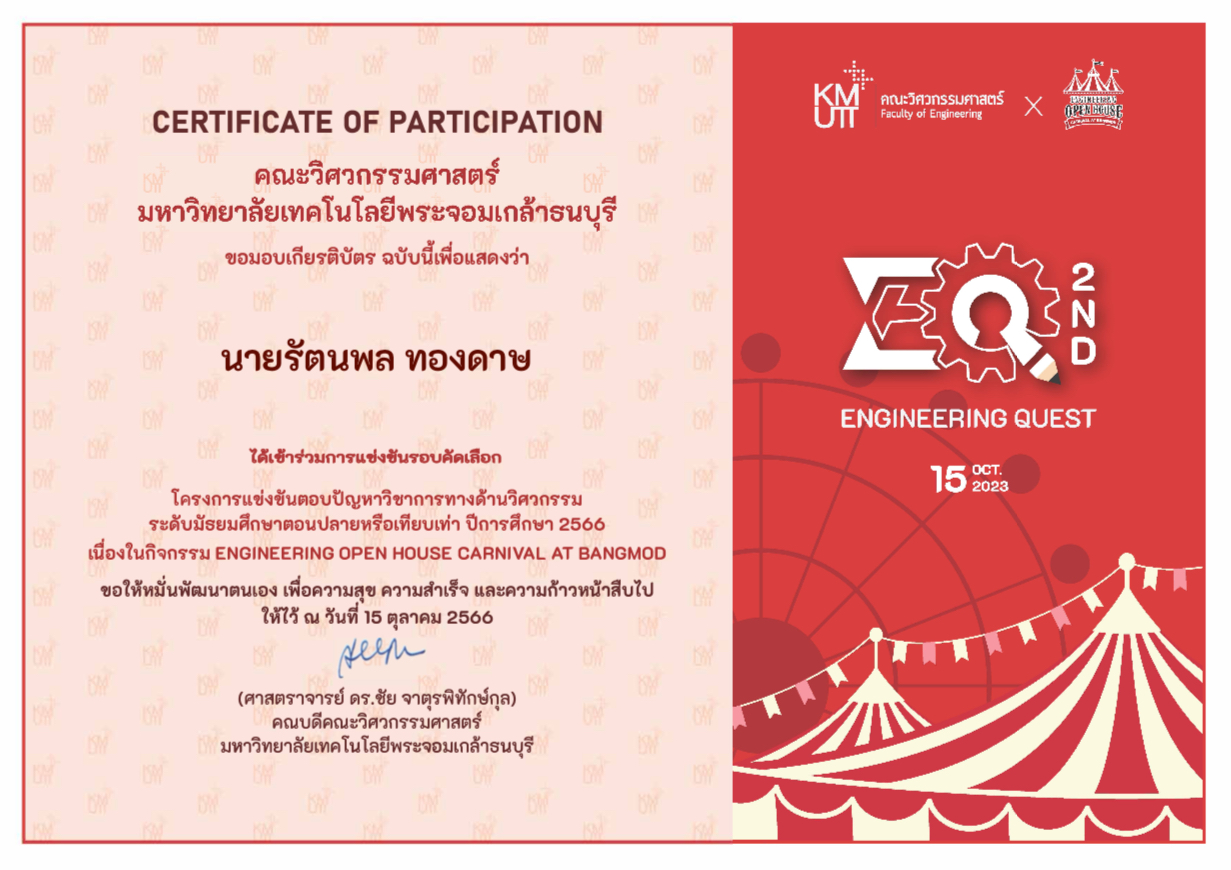 CERTIFICATE OF PARTICIPATION
คณะวิศวกรรมศาสตร์
มหาวิทยาลัยเทคโนโลยีพระจอมเกล้าธนบุรี
ขอมอบเกียรติบัตร ฉบับนี้เพื่อแสดงว่า
นายรัตนพล ทองดาษ
ได้เข้าร่วมการแข่งขันรอบคัดเลือก
โครงการแข่งขันตอบปัญหาวิชาการทางด้านวิศวกรรม
ระดับมัธยมศึกษาตอนปลายหรือเทียบเท่า ปีการศึกษา 2566
เนื่องในกิจกรรม ENGINEERING OPEN HOUSE CARNIVAL AT BANGMOD
ขอให้หมั่นพัฒนาตนเอง เพื่อความสุข ความสำเร็จ และความก้าวหน้าสืบไป
ให้ไว้ ณ วันที่ 15 ตุลาคม 2566
(ศาสตราจารย์ ดร.ชัย จาตุรพิทักษ์กุล)
คณบดีคณะวิศวกรรมศาสตร์
มหาวิทยาลัยเทคโนโลยีพระจอมเกล้าธนบุรี
KM
UTT
คณะวิศวกรรมศาสตร์
Faculty of Engineering
X
ENGINEERING
OPEN HOUSE
EQ
2ND
ENGINEERING QUEST
15 OCT.
2023